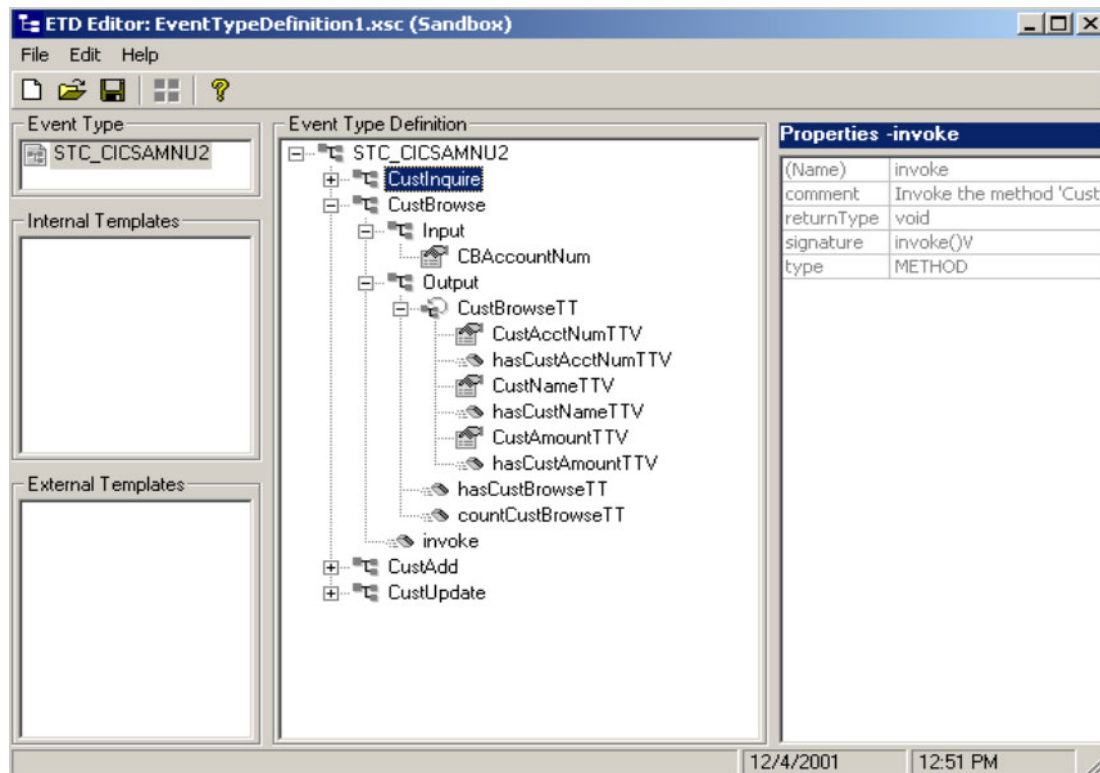 ETD Editor: EventTypeDefinition1.xsc (Sandbox)
File Edit Help
Event Type
STC_CICSAMNU2
Internal Templates
External Templates
Event Type Definition
STC_CICSAMNU2
CustInquire
CustBrowse
Input
CBAccountNum
Output
CustBrowseTT
CustAcctNumTTV
hasCustAcctNumTTV
CustNameTTV
hasCustNameTTV
CustAmountTTV
hasCustAmountTTV
hasCustBrowseTT
countCustBrowseTT
invoke
CustAdd
CustUpdate
Properties -invoke
(Name) invoke
comment Invoke the method 'Cust
returnType void
signature invoke()V
type METHOD
12/4/2001 12:51 PM